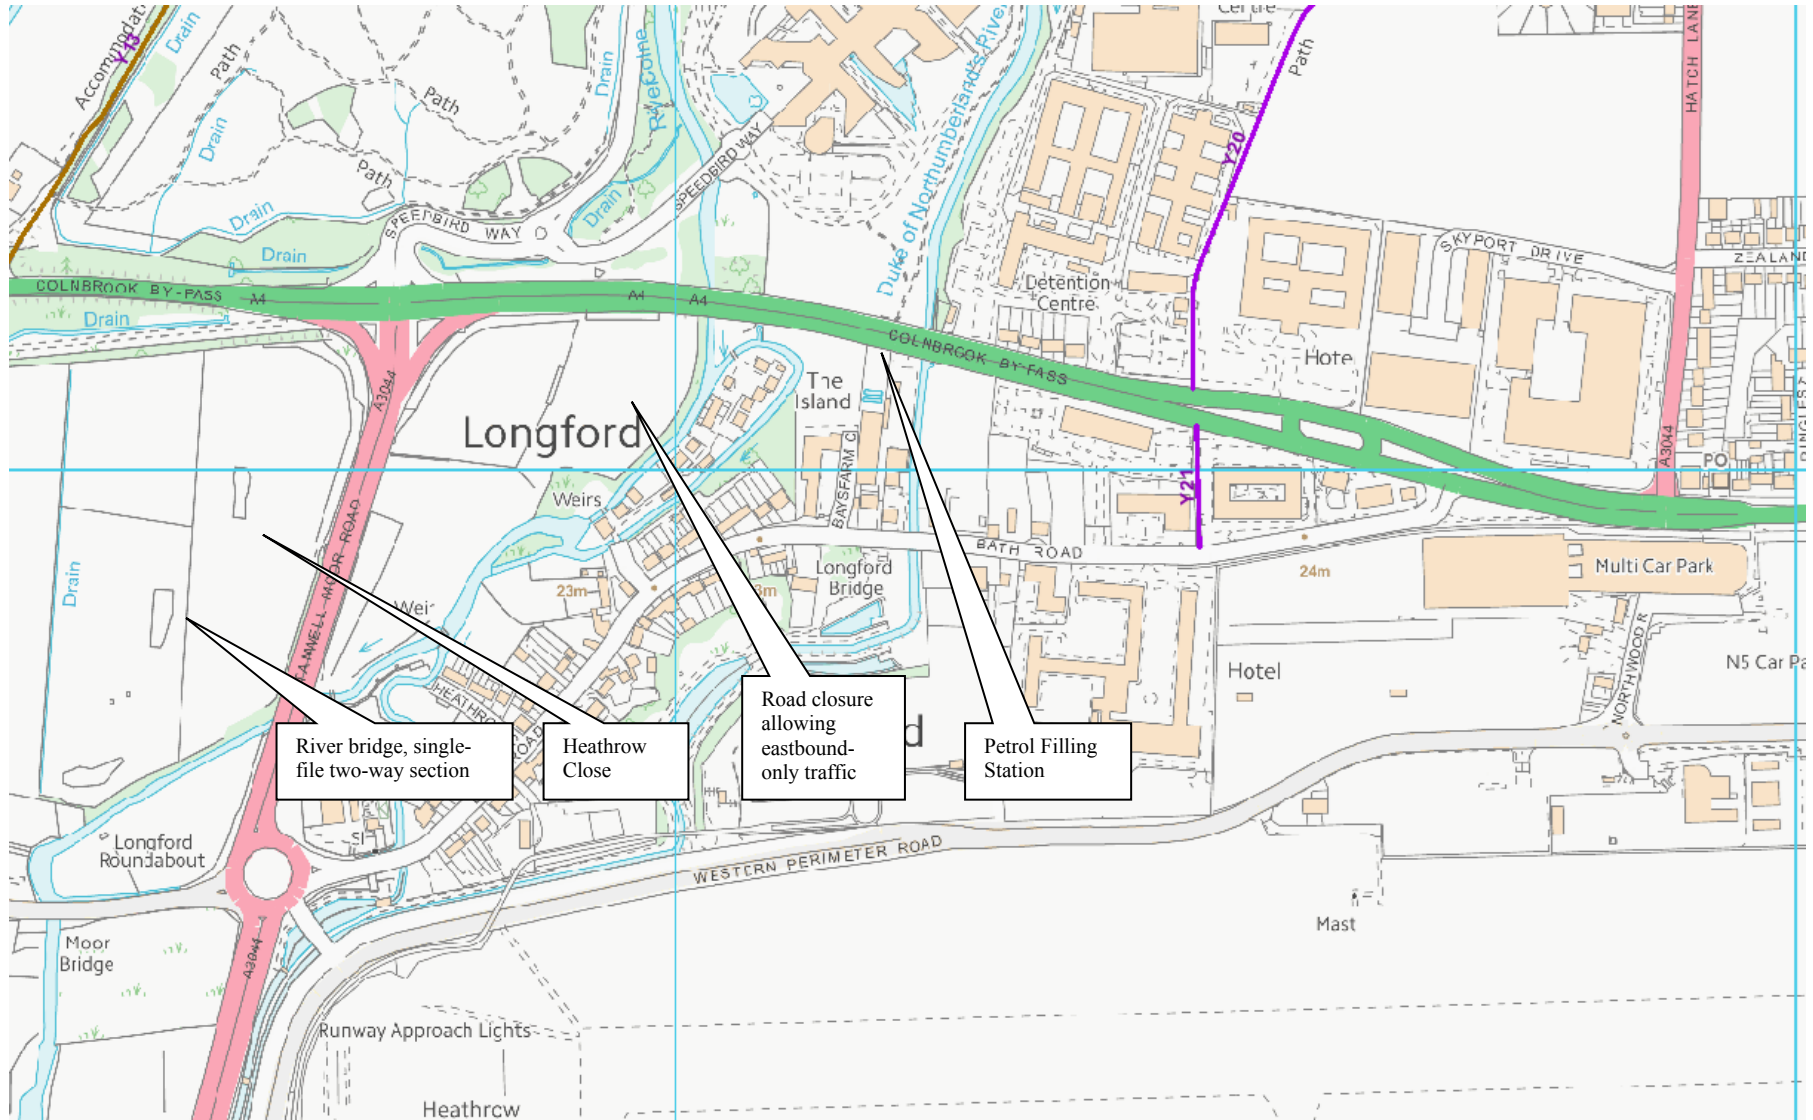 Centre
Y13
Accommodat
Drain
Path
Drain
River Colne
Path
Drain
Path
Drain
Drain
SPEEDBIRD WAY
SPEEDBIRD WAY
Drain
Duke of Northumberland's River
Path
Y20
HATCH LANE
SKYPORT DRIVE
ZEALAND
COLNBROOK BY-PASS
A4
A4
A4
Drain
Detention
Centre
COLNBROOK BY-PASS
Hote
A3044
The
Island
Longford
A3044
PO
Weirs
BAYSFARM C
Y21
BATH ROAD
Multi Car Park
Drain
MOOR ROAD
23m
Longford
Bridge
24m
Weir
HEATHRO
ROAD
Hotel
NORTHWOOD R
N5 Car Pa
River bridge, single-
file two-way section
Heathrow
Close
Road closure
allowing
eastbound-
only traffic
d
Petrol Filling
Station
Longford
Roundabout
WESTERN PERIMETER ROAD
Moor
Bridge
A3044
Mast
Runway Approach Lights
Heathrow